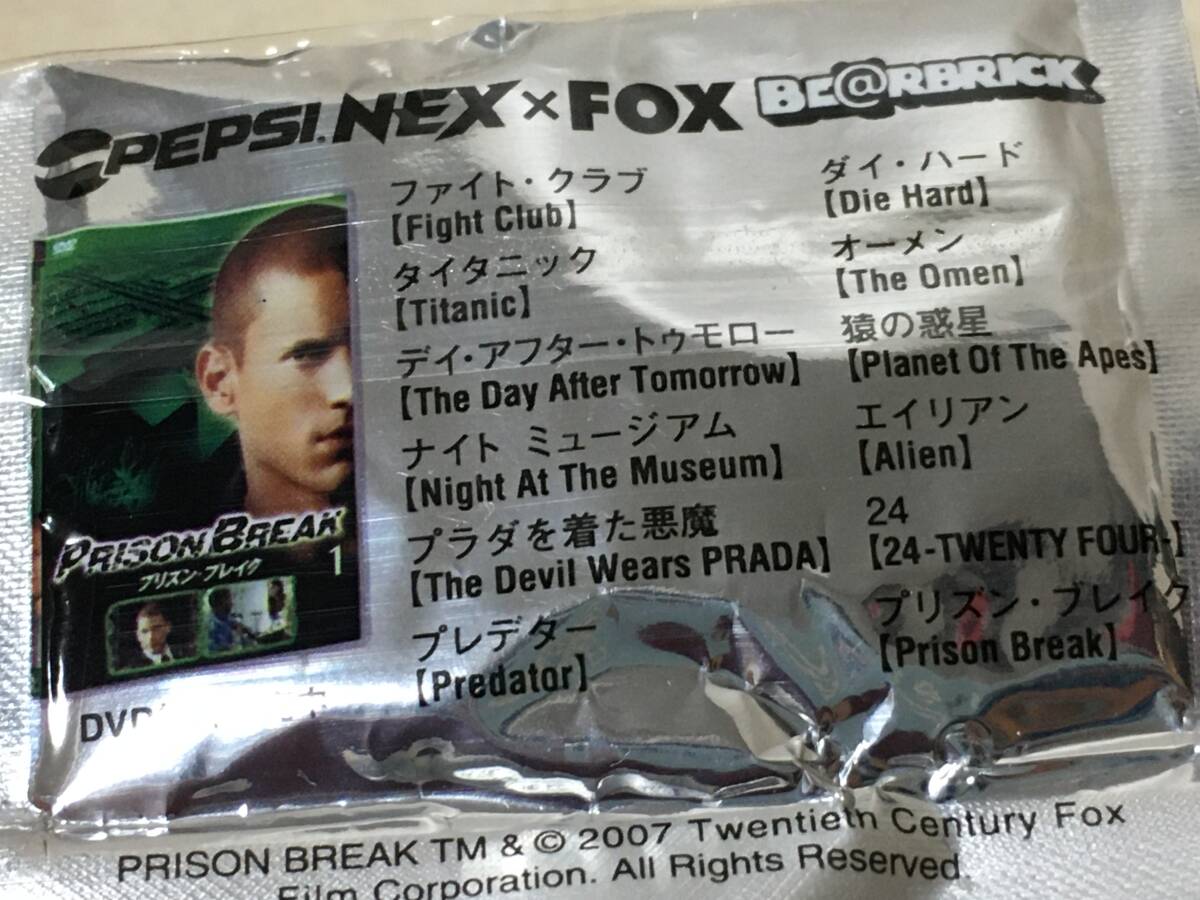 PEPSI.NEX×FOX BE@RBRICK
ファイト・クラブ
【Fight Club】
タイタニック
【Titanic】
デイ・アフター・トゥモロー
【The Day After Tomorrow】
ナイト ミュージアム
【Night At The Museum】
プラダを着た悪魔
【The Devil Wears PRADA】
プレデター
【Predator】
ダイ・ハード
【Die Hard】
オーメン
【The Omen】
猿の惑星
【Planet Of The Apes】
エイリアン
【Alien】
24
【24-TWENTY FOUR-】
プリズン・ブレイク
【Prison Break】
PRISON BREAK
プリズン・ブレイク
1
DVD
PRISON BREAK TM & © 2007 Twentieth Century Fox
Film Corporation. All Rights Reserved.